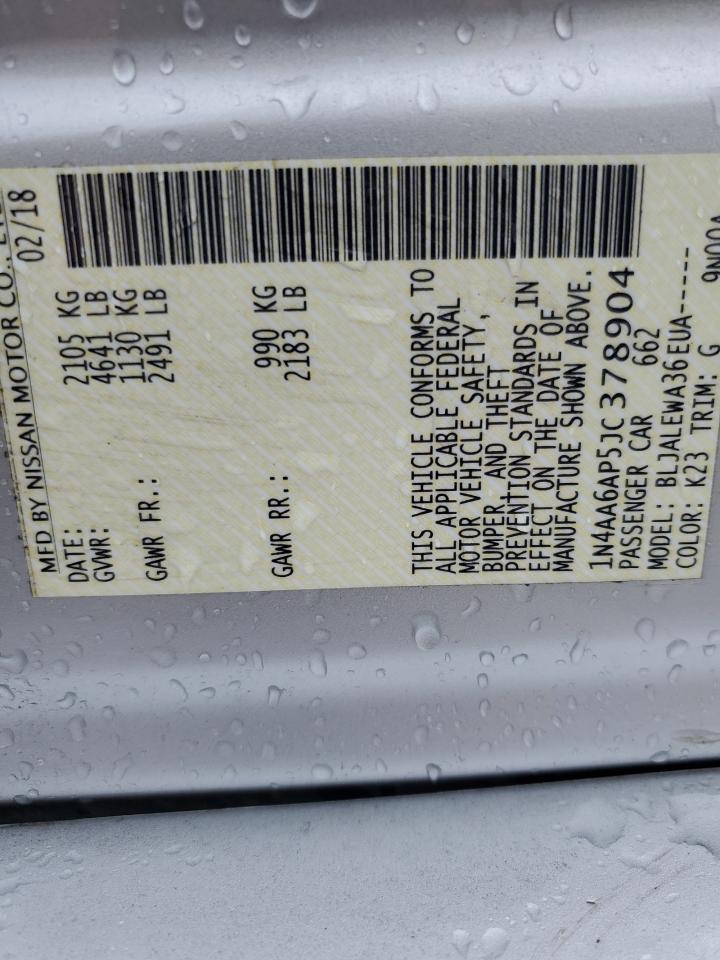 MFD BY NISSAN MOTOR CO.,
DATE: 02/18
GVWR: 2105 KG
4641 LB
GAWR FR.: 1130 KG
2491 LB
GAWR RR.: 990 KG
2183 LB
THIS VEHICLE CONFORMS TO
ALL APPLICABLE FEDERAL
MOTOR VEHICLE SAFETY,
BUMPER, AND THEFT
PREVENTION STANDARDS IN
EFFECT ON THE DATE OF
MANUFACTURE SHOWN ABOVE.
1N4AA6AP5JC378904
PASSENGER CAR 662
MODEL: BLJALEWA36EUA-----
COLOR: K23 TRIM: G 9N00A